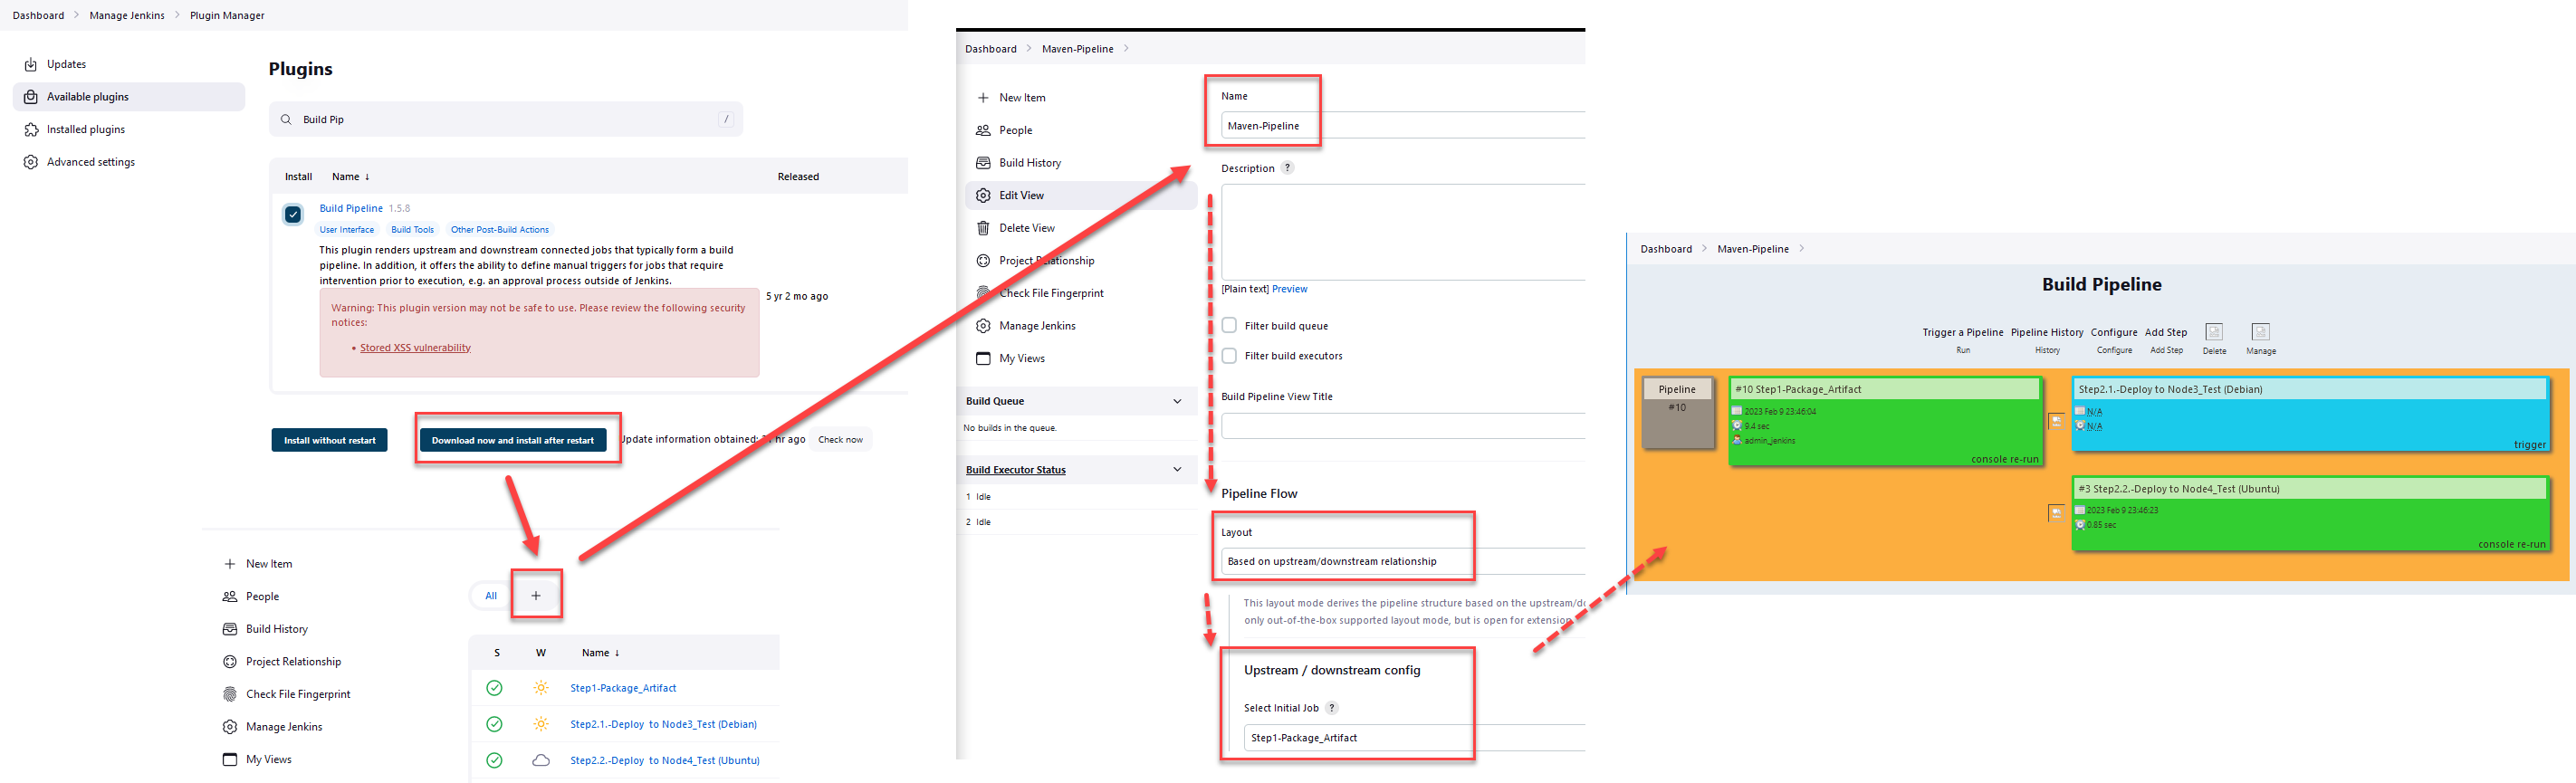 Dashboard > Manage Jenkins > Plugin Manager
Updates
Available plugins
Installed plugins
Advanced settings
Plugins
Build Pip
/
Install Name ↓ Released
Build Pipeline 1.5.8
User Interface Build Tools Other Post-Build Actions
This plugin renders upstream and downstream connected jobs that typically form a build
pipeline. In addition, it offers the ability to define manual triggers for jobs that require
intervention prior to execution, e.g. an approval process outside of Jenkins.
5 yr 2 mo ago
Warning: This plugin version may not be safe to use. Please review the following security
notices:
• Stored XSS vulnerability
Install without restart
Download now and install after restart
Update information obtained: hr ago
Check now
+ New Item
People
Build History
Project Relationship
Check File Fingerprint
Manage Jenkins
My Views
All +
S W Name ↓
Step1-Package_Artifact
Step2.1.-Deploy to Node3_Test (Debian)
Step2.2.-Deploy to Node4_Test (Ubuntu)
Dashboard > Maven-Pipeline >
+ New Item
People
Build History
Edit View
Delete View
Project Relationship
Check File Fingerprint
Manage Jenkins
My Views
Build Queue
No builds in the queue.
Build Executor Status
1 Idle
2 Idle
Name
Maven-Pipeline
Description ?
[Plain text] Preview
Filter build queue
Filter build executors
Build Pipeline View Title
Pipeline Flow
Layout
Based on upstream/downstream relationship
This layout mode derives the pipeline structure based on the upstream/d
only out-of-the-box supported layout mode, but is open for extension
Upstream / downstream config
Select Initial Job ?
Step1-Package_Artifact
Dashboard > Maven-Pipeline >
Build Pipeline
Trigger a Pipeline Pipeline History Configure Add Step
Run History Configure Add Step Delete Manage
Pipeline
#10
#10 Step1-Package_Artifact
2023 Feb 9 23:46:04
9.4 sec
admin_jenkins
console re-run
Step2.1.-Deploy to Node3_Test (Debian)
N/A
N/A
trigger
#3 Step2.2.-Deploy to Node4_Test (Ubuntu)
2023 Feb 9 23:46:23
0.85 sec
console re-run